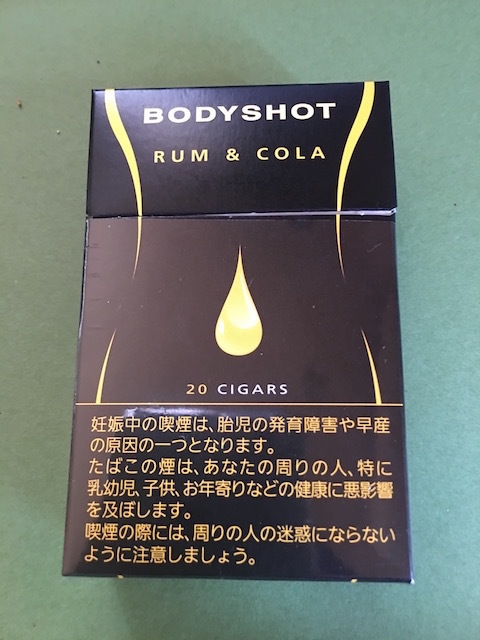 BODYSHOT
RUM & COLA
20 CIGARS
妊娠中の喫煙は、胎児の発育障害や早産
の原因の一つとなります。
たばこの煙は、あなたの周りの人、特に
乳幼児、子供、お年寄りなどの健康に悪影響
を及ぼします。
喫煙の際には、周りの人の迷惑にならない
ように注意しましょう。